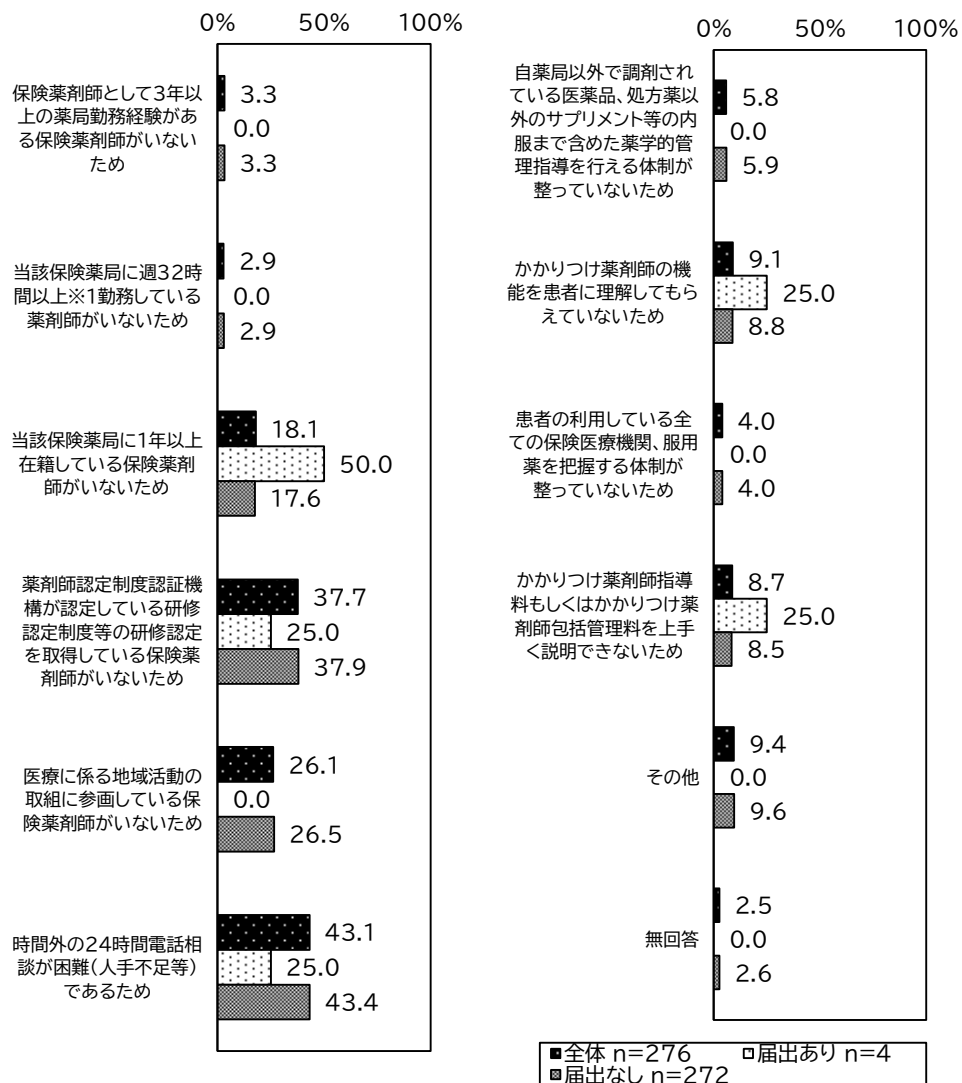 0%
50%
100%
保険薬剤師として3年以
上の薬局勤務経験があ
る保険薬剤師がいない
ため
3.3
0.0
3.3
当該保険薬局に週32時
間以上※1勤務している
薬剤師がいないため
2.9
0.0
2.9
当該保険薬局に1年以上
在籍している保険薬剤
師がいないため
18.1
50.0
17.6
薬剤師認定制度認証機
構が認定している研修
認定制度等の研修認定
を取得している保険薬
剤師がいないため
37.7
25.0
37.9
医療に係る地域活動の
取組に参画している保
険薬剤師がいないため
26.1
0.0
26.5
時間外の24時間電話相
談が困難(人手不足等)
であるため
43.1
25.0
43.4
0%
50%
100%
自薬局以外で調剤され
ている医薬品、処方薬以
外のサプリメント等の内
服まで含めた薬学的管
理指導を行える体制が
整っていないため
5.8
0.0
5.9
かかりつけ薬剤師の機
能を患者に理解してもら
えていないため
9.1
25.0
8.8
患者の利用している全
ての保険医療機関、服用
薬を把握する体制が
整っていないため
4.0
0.0
4.0
かかりつけ薬剤師指導
料もしくはかかりつけ薬
剤師包括管理料を上手
く説明できないため
8.7
25.0
8.5
その他
9.4
0.0
9.6
無回答
2.5
0.0
2.6
全体 n=276
届出あり n=4
届出なし n=272